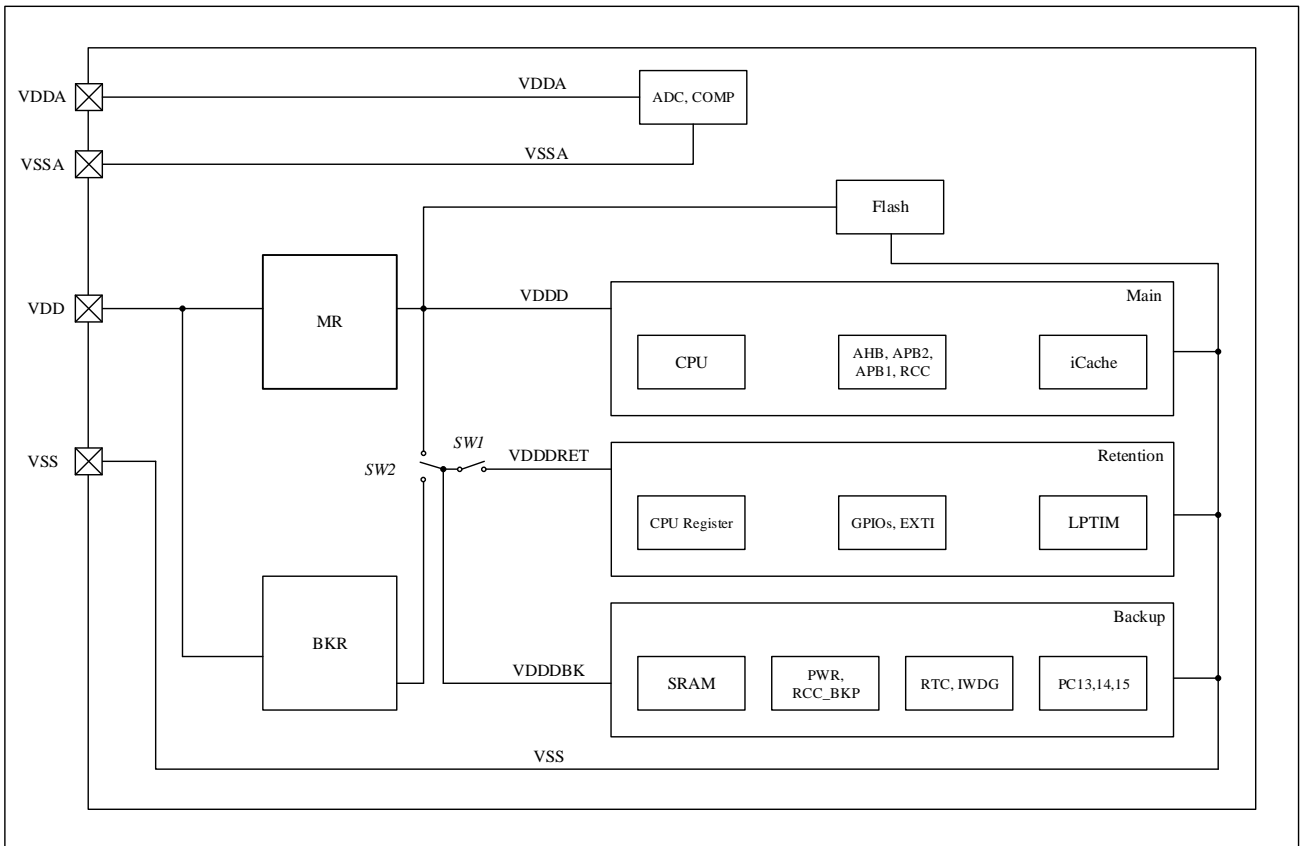 VDDA
VDDA
ADC, COMP
VSSA
VSSA
Flash
VDD
MR
VDDD
Main
CPU
AHB, APB2,
APB1, RCC
iCache
VSS
SW2
SW1
VDDDRET
Retention
CPU Register
GPIOs, EXTI
LPTIM
BKR
VDDDBK
Backup
SRAM
PWR,
RCC_BKP
RTC, IWDG
PC13,14,15
VSS